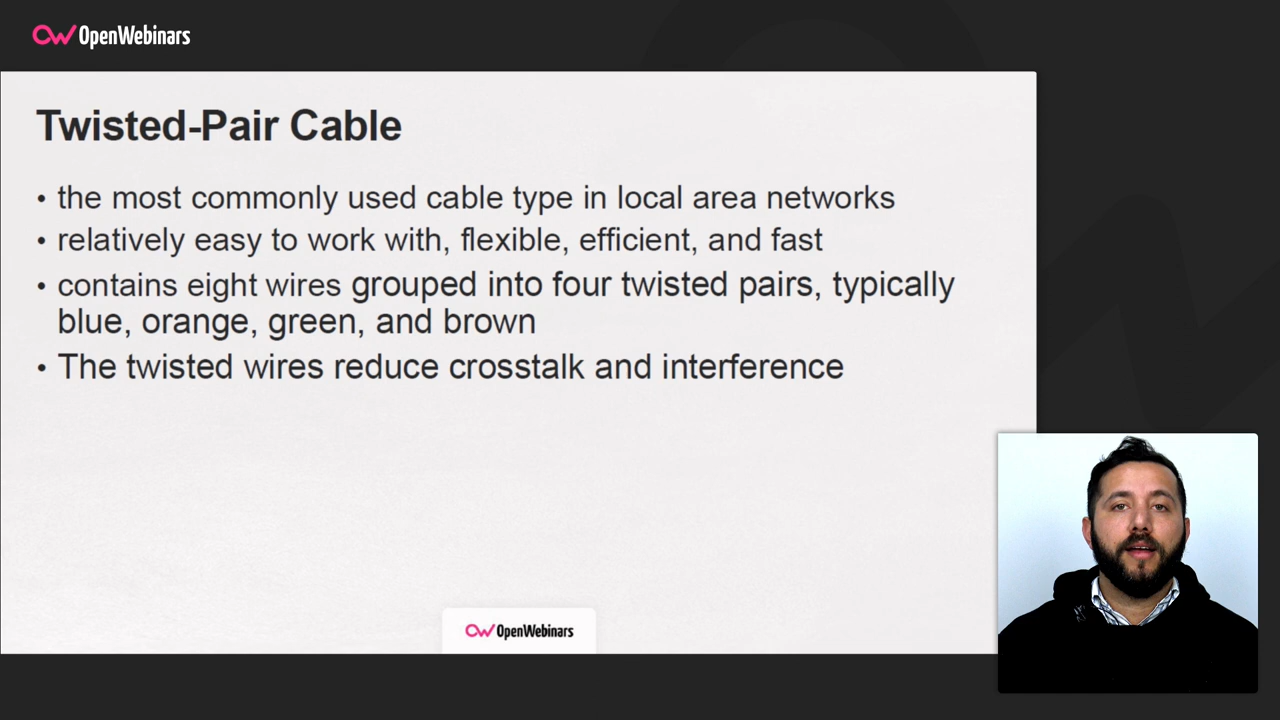 OpenWebinars
Twisted-Pair Cable
• the most commonly used cable type in local area networks
• relatively easy to work with, flexible, efficient, and fast
• contains eight wires grouped into four twisted pairs, typically
blue, orange, green, and brown
• The twisted wires reduce crosstalk and interference
OpenWebinars